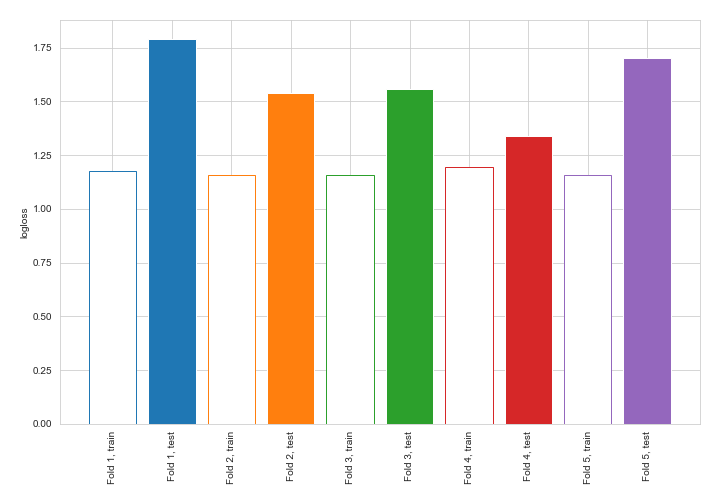 1.75
1.50
1.25
1.00
0.75
0.50
0.25
0.00
logloss
Fold 1, train
Fold 1, test
Fold 2, train
Fold 2, test
Fold 3, train
Fold 3, test
Fold 4, train
Fold 4, test
Fold 5, train
Fold 5, test